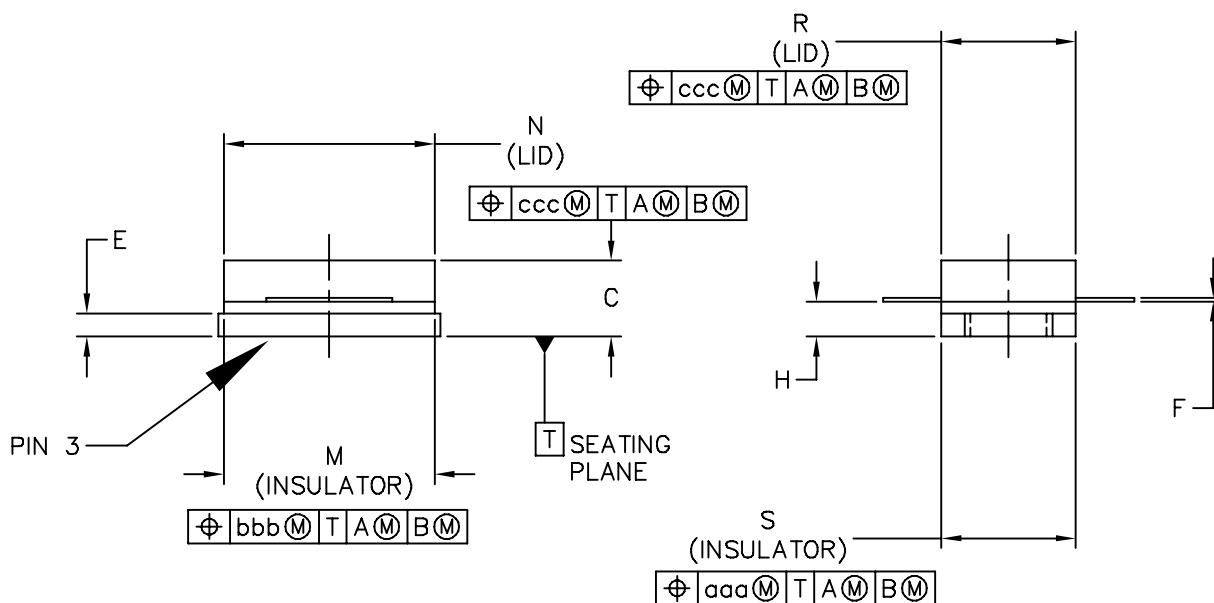 R
(LID)
⌖ ccc Ⓜ T A Ⓜ B Ⓜ
N
(LID)
⌖ ccc Ⓜ T A Ⓜ B Ⓜ
E
C
H
F
PIN 3
T SEATING
PLANE
M
(INSULATOR)
⌖ bbb Ⓜ T A Ⓜ B Ⓜ
S
(INSULATOR)
⌖ aaa Ⓜ T A Ⓜ B Ⓜ